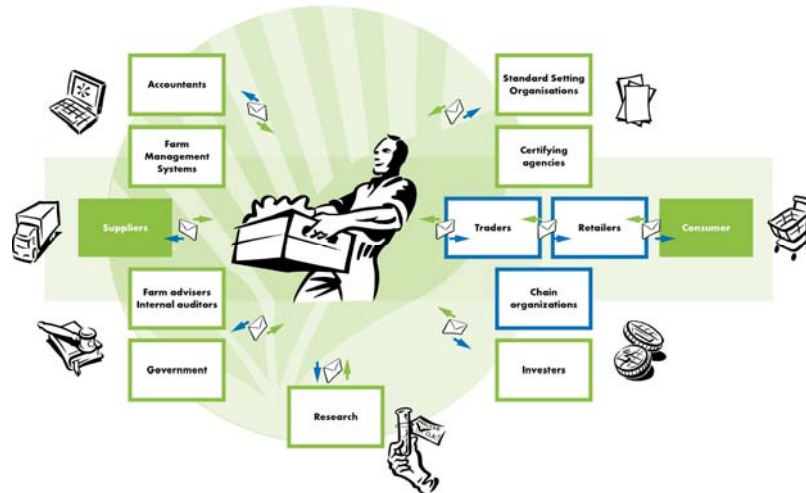 Accountants
Standard Setting
Organisations
Farm
Management
Systems
Certifying
agencies
Suppliers
Traders
Retailers
Consumer
Farm advisers
Internal auditors
Chain
organizations
Government
Investers
Research